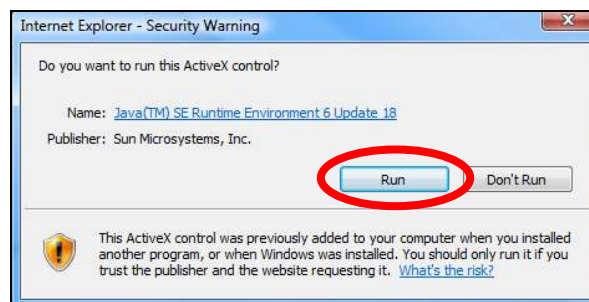 Internet Explorer - Security Warning
Do you want to run this ActiveX control?
Name: Java(TM) SE Runtime Environment 6 Update 18
Publisher: Sun Microsystems, Inc.
Run Don't Run
This ActiveX control was previously added to your computer when you installed
another program, or when Windows was installed. You should only run it if you
trust the publisher and the website requesting it. What's the risk?